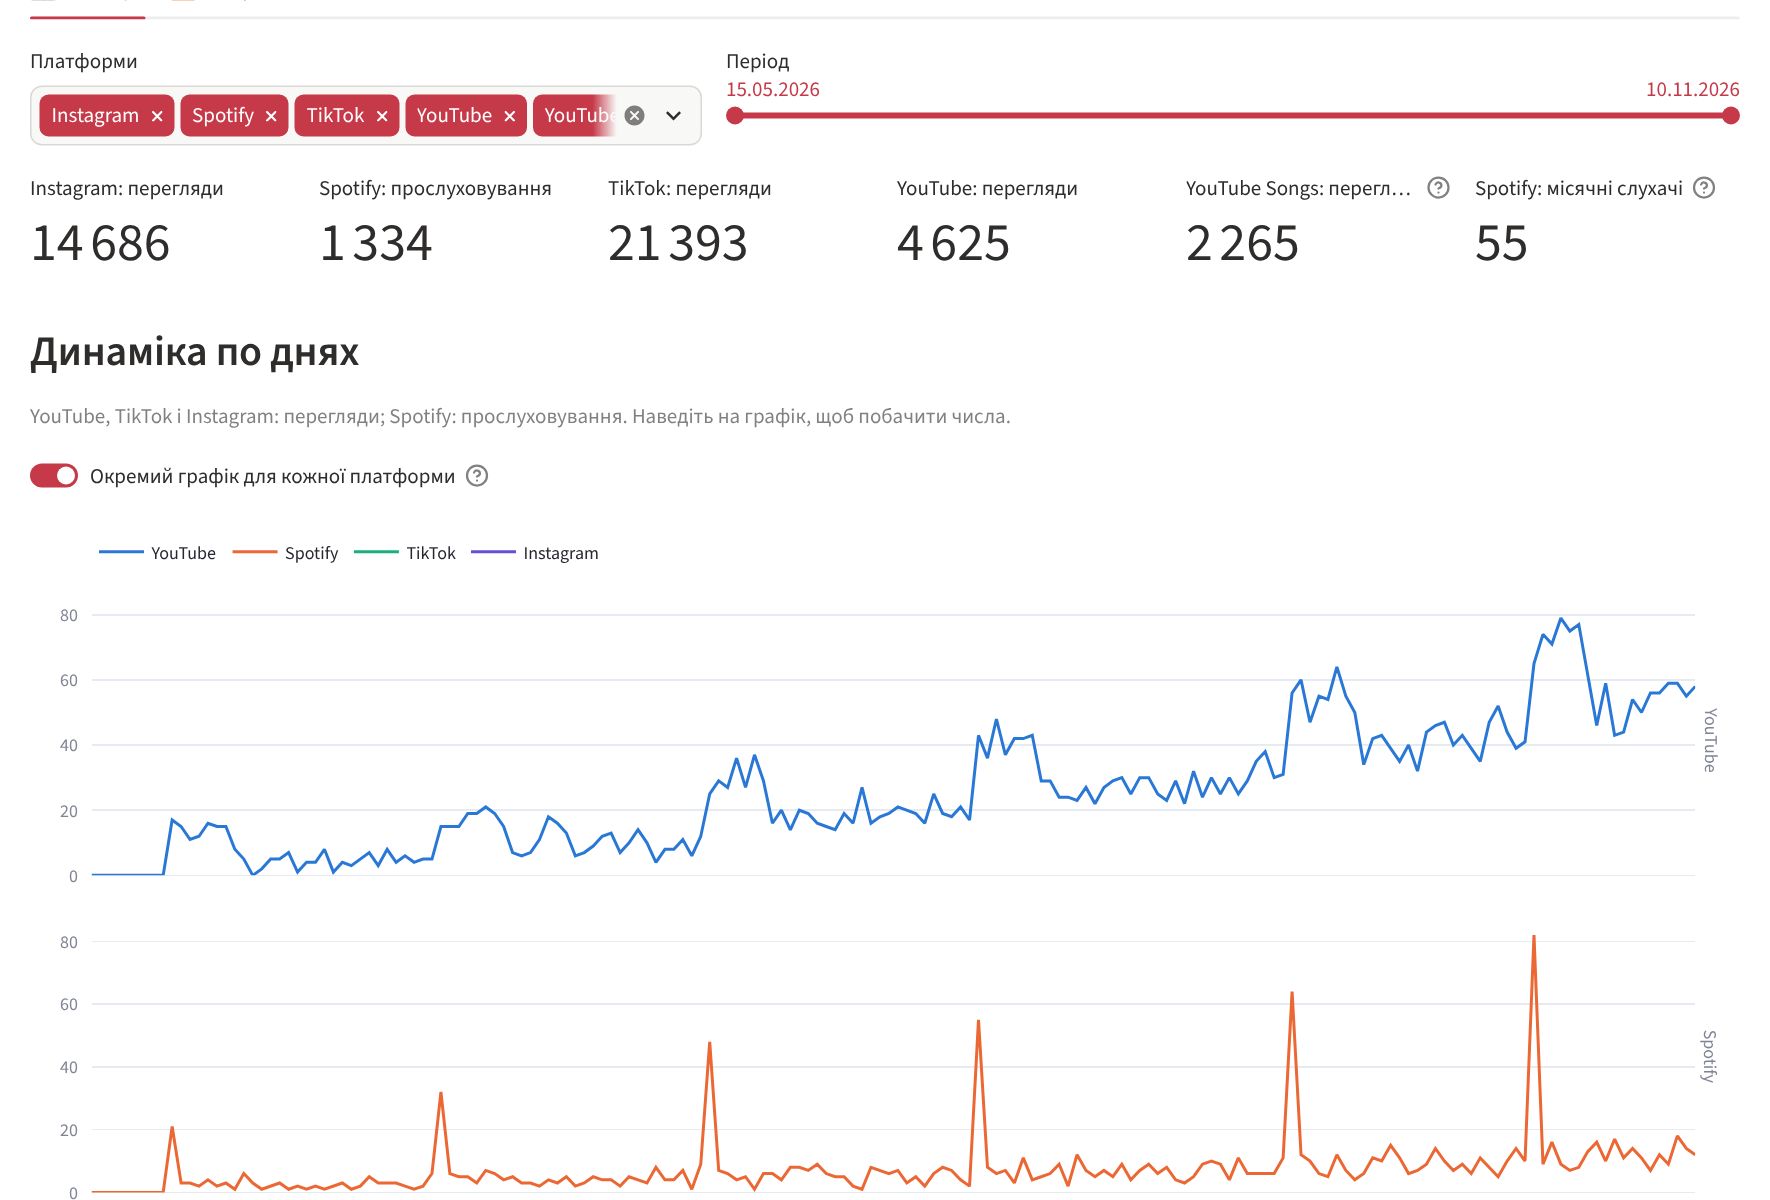 Платформи
Період
15.05.2026
10.11.2026
Instagram
Spotify
TikTok
YouTube
YouTube
Instagram: перегляди
Spotify: прослуховування
TikTok: перегляди
YouTube: перегляди
YouTube Songs: перегл...
Spotify: місячні слухачі
14 686
1 334
21 393
4 625
2 265
55
Динаміка по днях
YouTube, TikTok і Instagram: перегляди; Spotify: прослуховування. Наведіть на графік, щоб побачити числа.
Окремий графік для кожної платформи
YouTube
Spotify
TikTok
Instagram
80
60
40
20
0
YouTube
80
60
40
20
0
Spotify